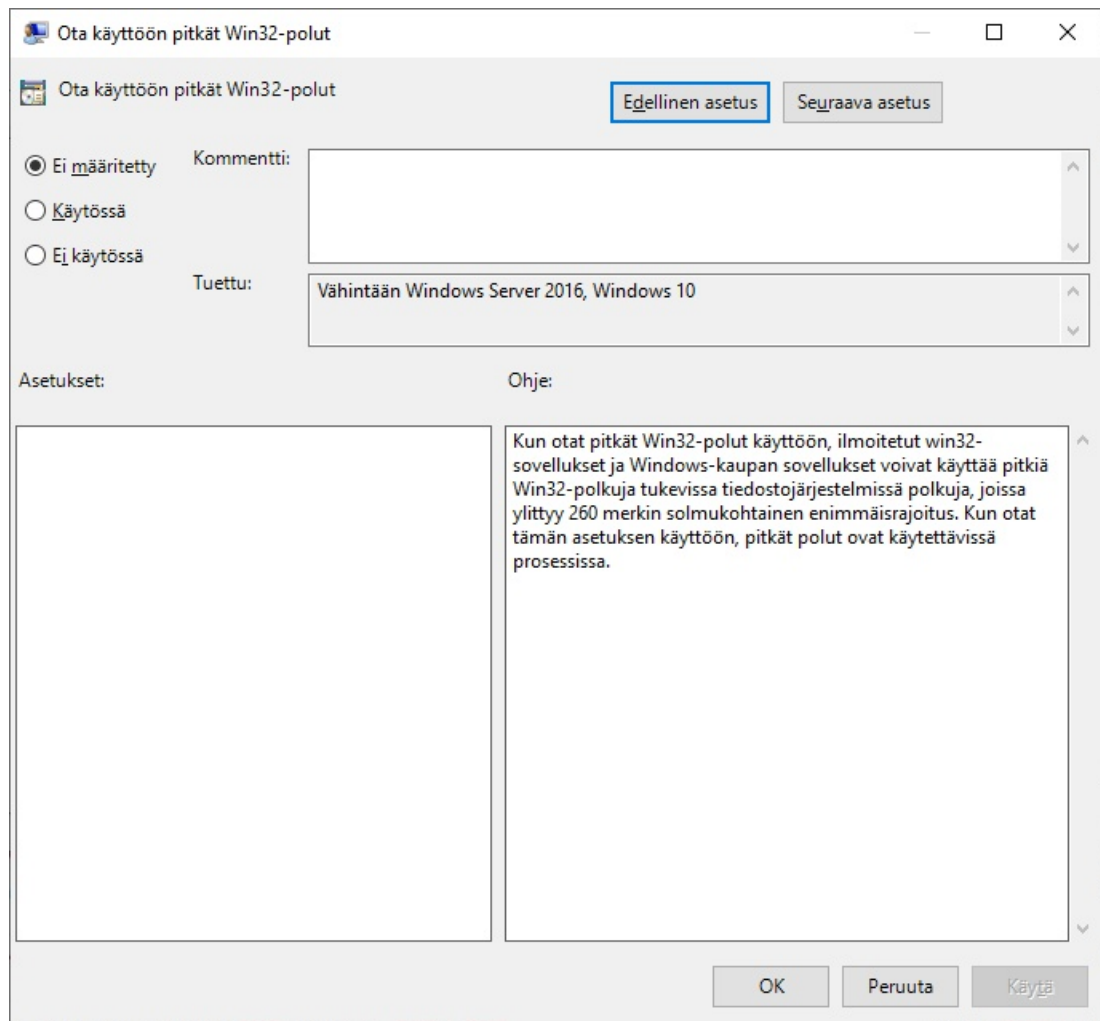 Ota käyttöön pitkät Win32-polut
Ota käyttöön pitkät Win32-polut
Edellinen asetus
Seuraava asetus
Ei määritetty
Käytössä
Ei käytössä
Kommentti:
Tuettu:
Vähintään Windows Server 2016, Windows 10
Asetukset:
Ohje:
Kun otat pitkät Win32-polut käyttöön, ilmoitetut win32-
sovellukset ja Windows-kaupan sovellukset voivat käyttää pitkiä
Win32-polkuja tukevissa tiedostojärjestelmissä polkuja, joissa
ylittyy 260 merkin solmukohtainen enimmäisrajoitus. Kun otat
tämän asetuksen käyttöön, pitkät polut ovat käytettävissä
prosessissa.
OK
Peruuta
Käytä